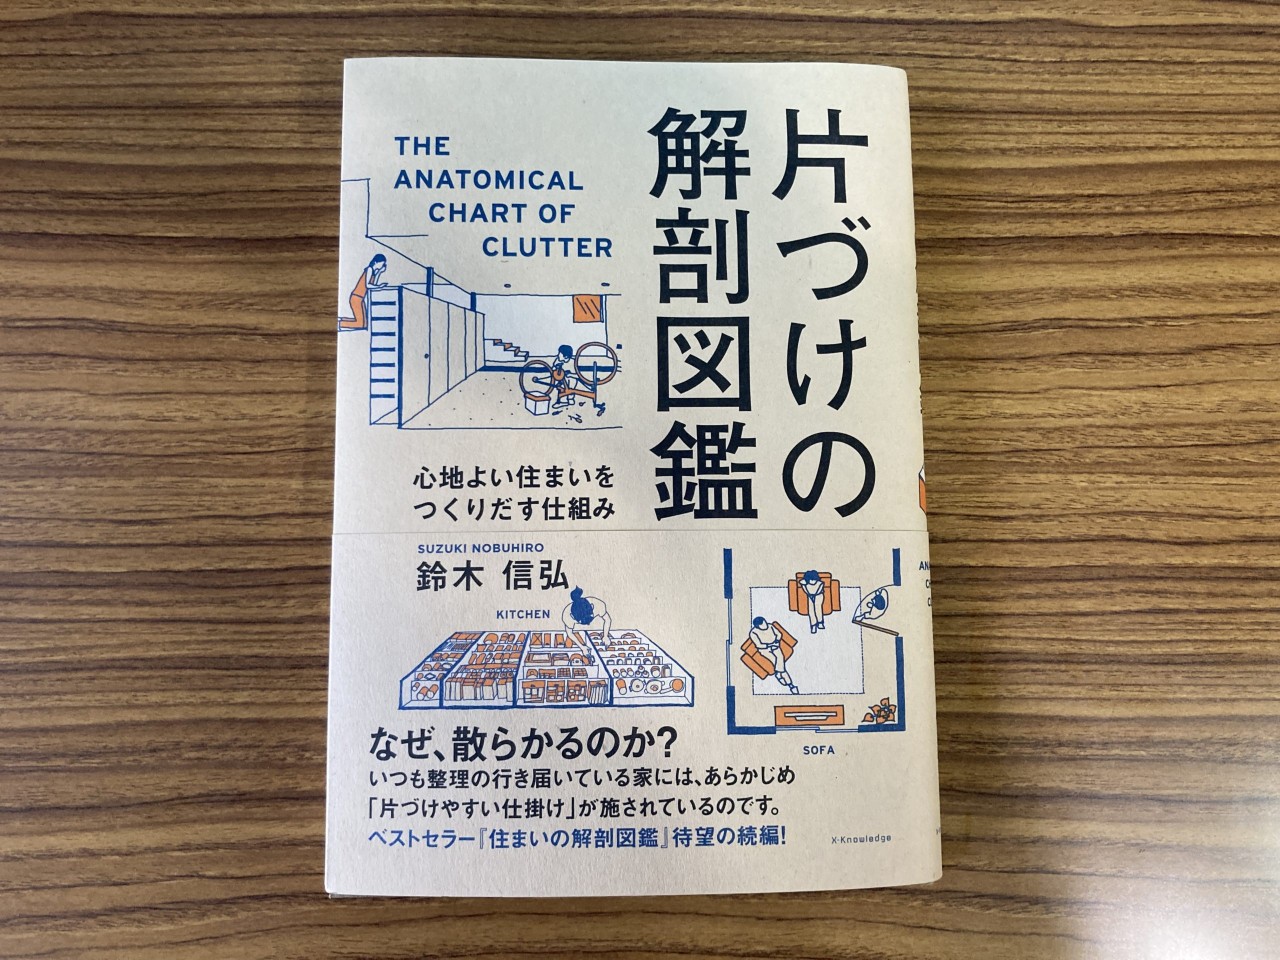 片づけの
解剖図鑑
THE
ANATOMICAL
CHART OF
CLUTTER
心地よい住まいを
つくりだす仕組み
SUZUKI NOBUHIRO
鈴木 信弘
KITCHEN
SOFA
なぜ、散らかるのか?
いつも整理の行き届いている家には、あらかじめ
「片づけやすい仕掛け」が施されているのです。
ベストセラー『住まいの解剖図鑑』待望の続編!
X-Knowledge